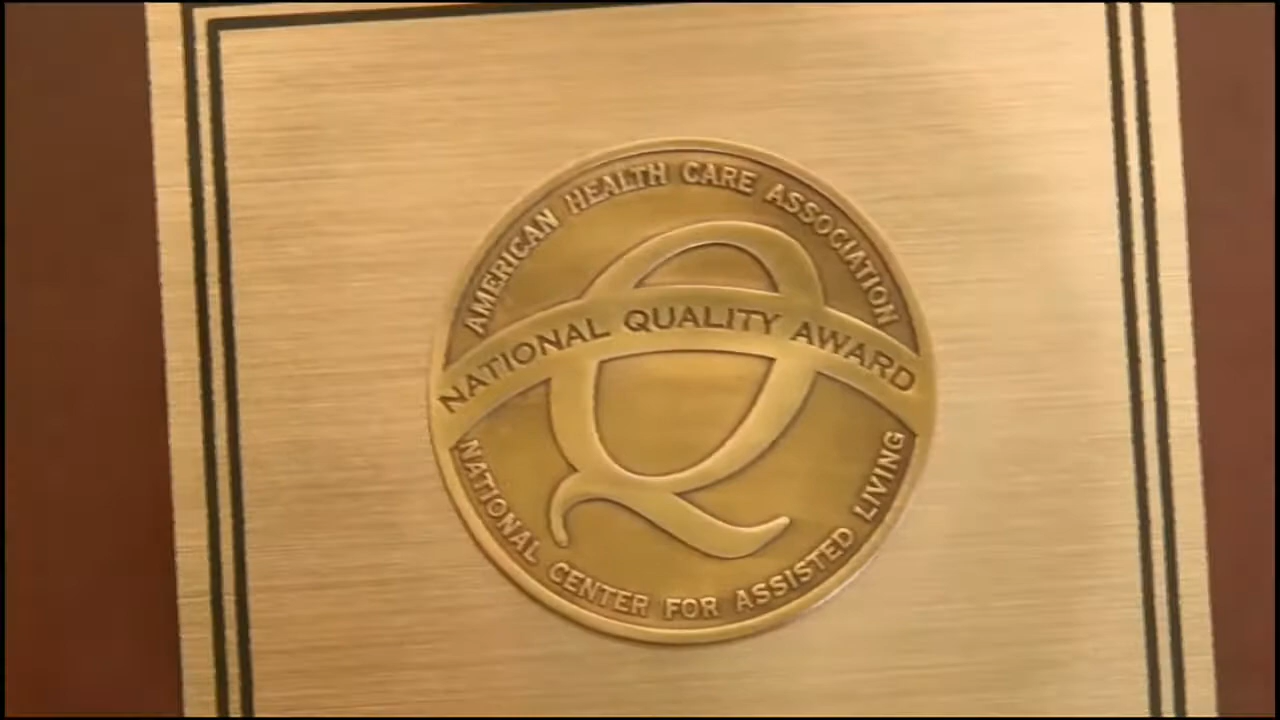 AMERICAN HEALTH CARE ASSOCIATION
NATIONAL QUALITY AWARD
NATIONAL CENTER FOR ASSISTED LIVING